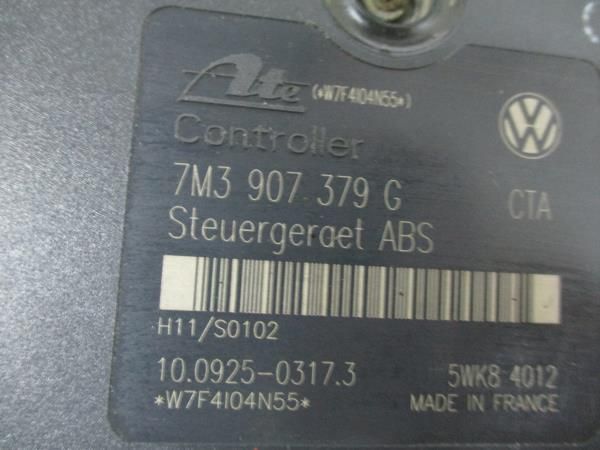 Ate (*W7F4I04N55*)
Controller
7M3 907 379 G CTA
Steuergeraet ABS
H11/S0102
10.0925-0317.3 5WK8 4012
*W7F4I04N55* MADE IN FRANCE